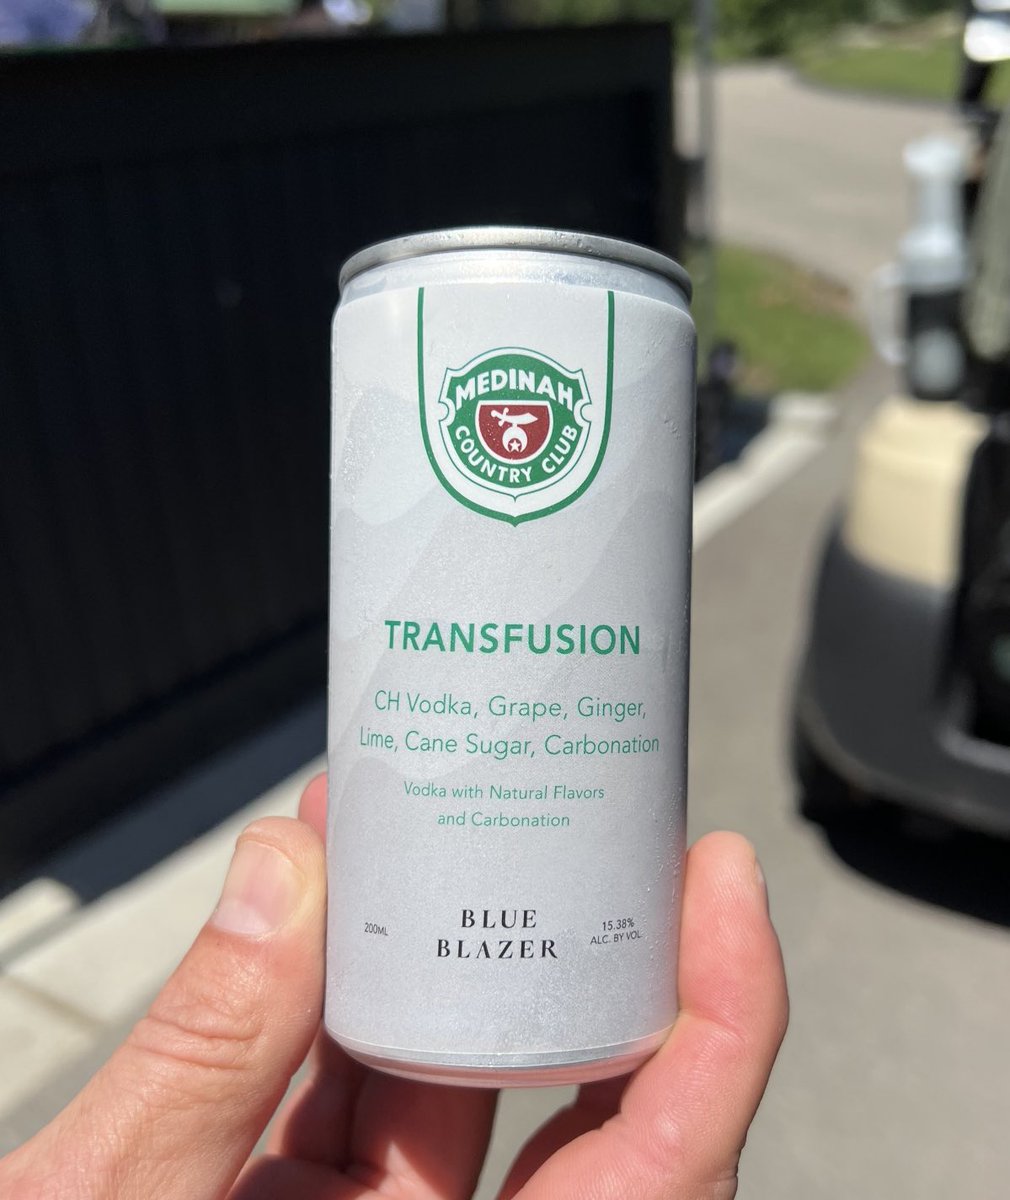 MEDINAH
COUNTRY CLUB
TRANSFUSION
CH Vodka, Grape, Ginger,
Lime, Cane Sugar, Carbonation
Vodka with Natural Flavors
and Carbonation
200ML
BLUE
BLAZER
15.38%
ALC. BY VOL.